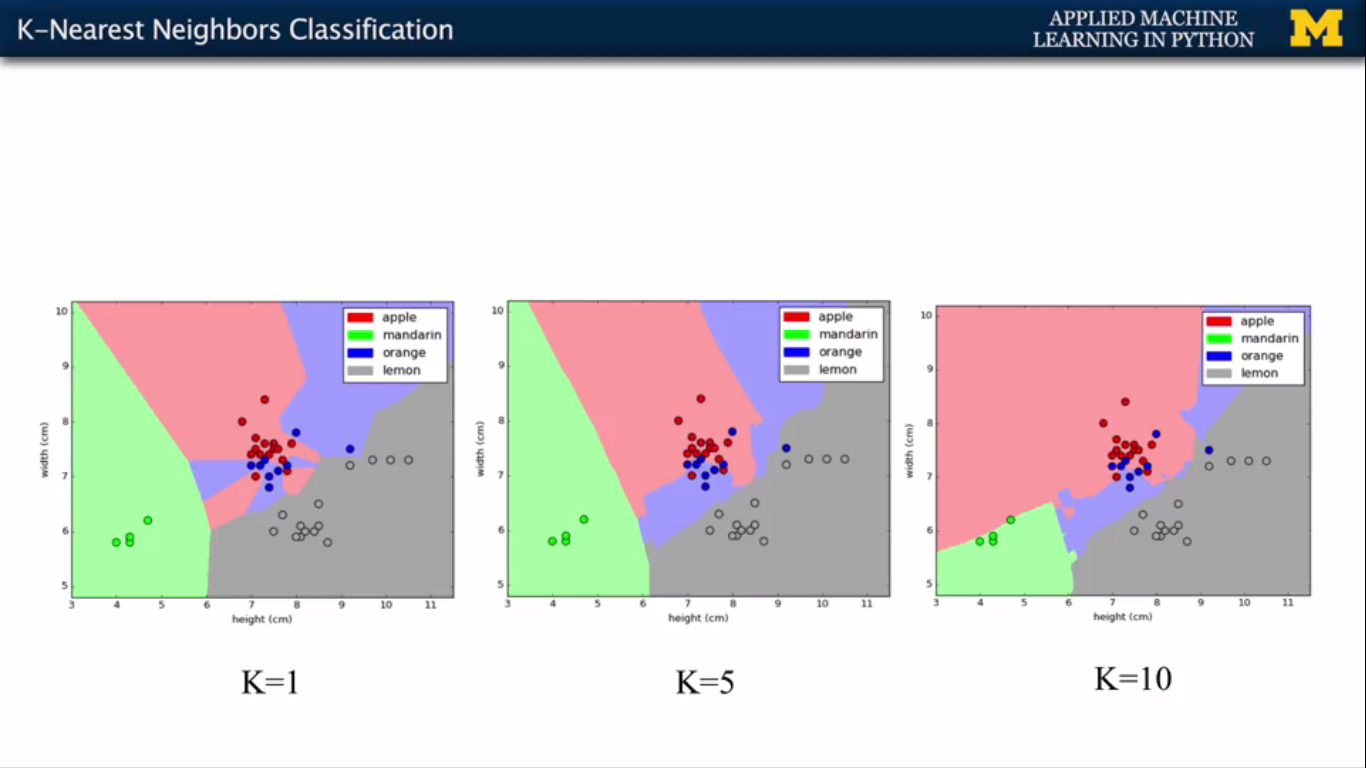 K-Nearest Neighbors Classification
APPLIED MACHINE
LEARNING IN PYTHON
M
apple
mandarin
orange
lemon
10
9
8
7
6
5
width (cm)
3 4 5 6 7 8 9 10 11
height (cm)
K=1
apple
mandarin
orange
lemon
10
9
8
7
6
5
width (cm)
3 4 5 6 7 8 9 10 11
height (cm)
K=5
apple
mandarin
orange
lemon
10
9
8
7
6
5
width (cm)
3 4 5 6 7 8 9 10 11
height (cm)
K=10